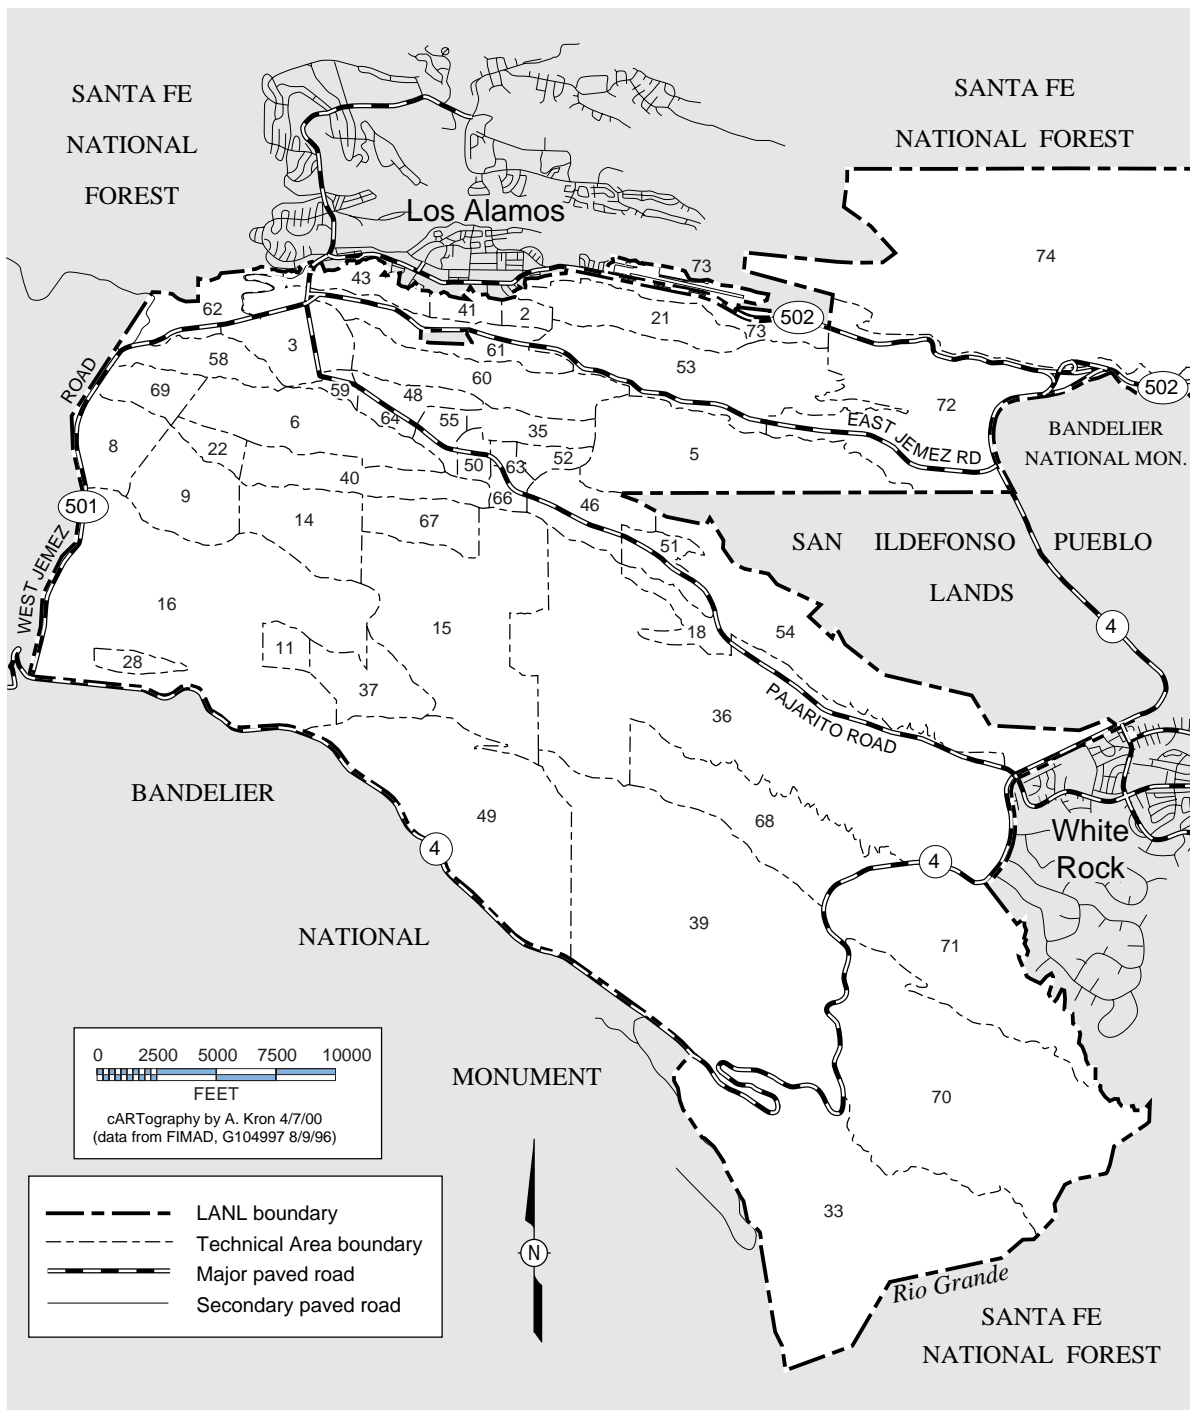 SANTA FE
NATIONAL
FOREST
SANTA FE
NATIONAL FOREST
Los Alamos
74
73
43
62
41
2
21
73
502
3
61
53
58
60
502
ROAD
69
59
48
72
6
64
55
35
EAST JEMEZ RD
BANDELIER
NATIONAL MON.
8
22
50
63
52
5
40
9
66
46
501
14
67
51
SAN ILDEFONSO PUEBLO
LANDS
WEST JEMEZ
16
15
18
54
4
11
28
37
36
PAJARITO ROAD
BANDELIER
49
68
White
Rock
4
4
NATIONAL
39
71
0 2500 5000 7500 10000
FEET
cARTography by A. Kron 4/7/00
(data from FIMAD, G104997 8/9/96)
MONUMENT
70
33
LANL boundary
Technical Area boundary
Major paved road
Secondary paved road
N
Rio Grande
SANTA FE
NATIONAL FOREST